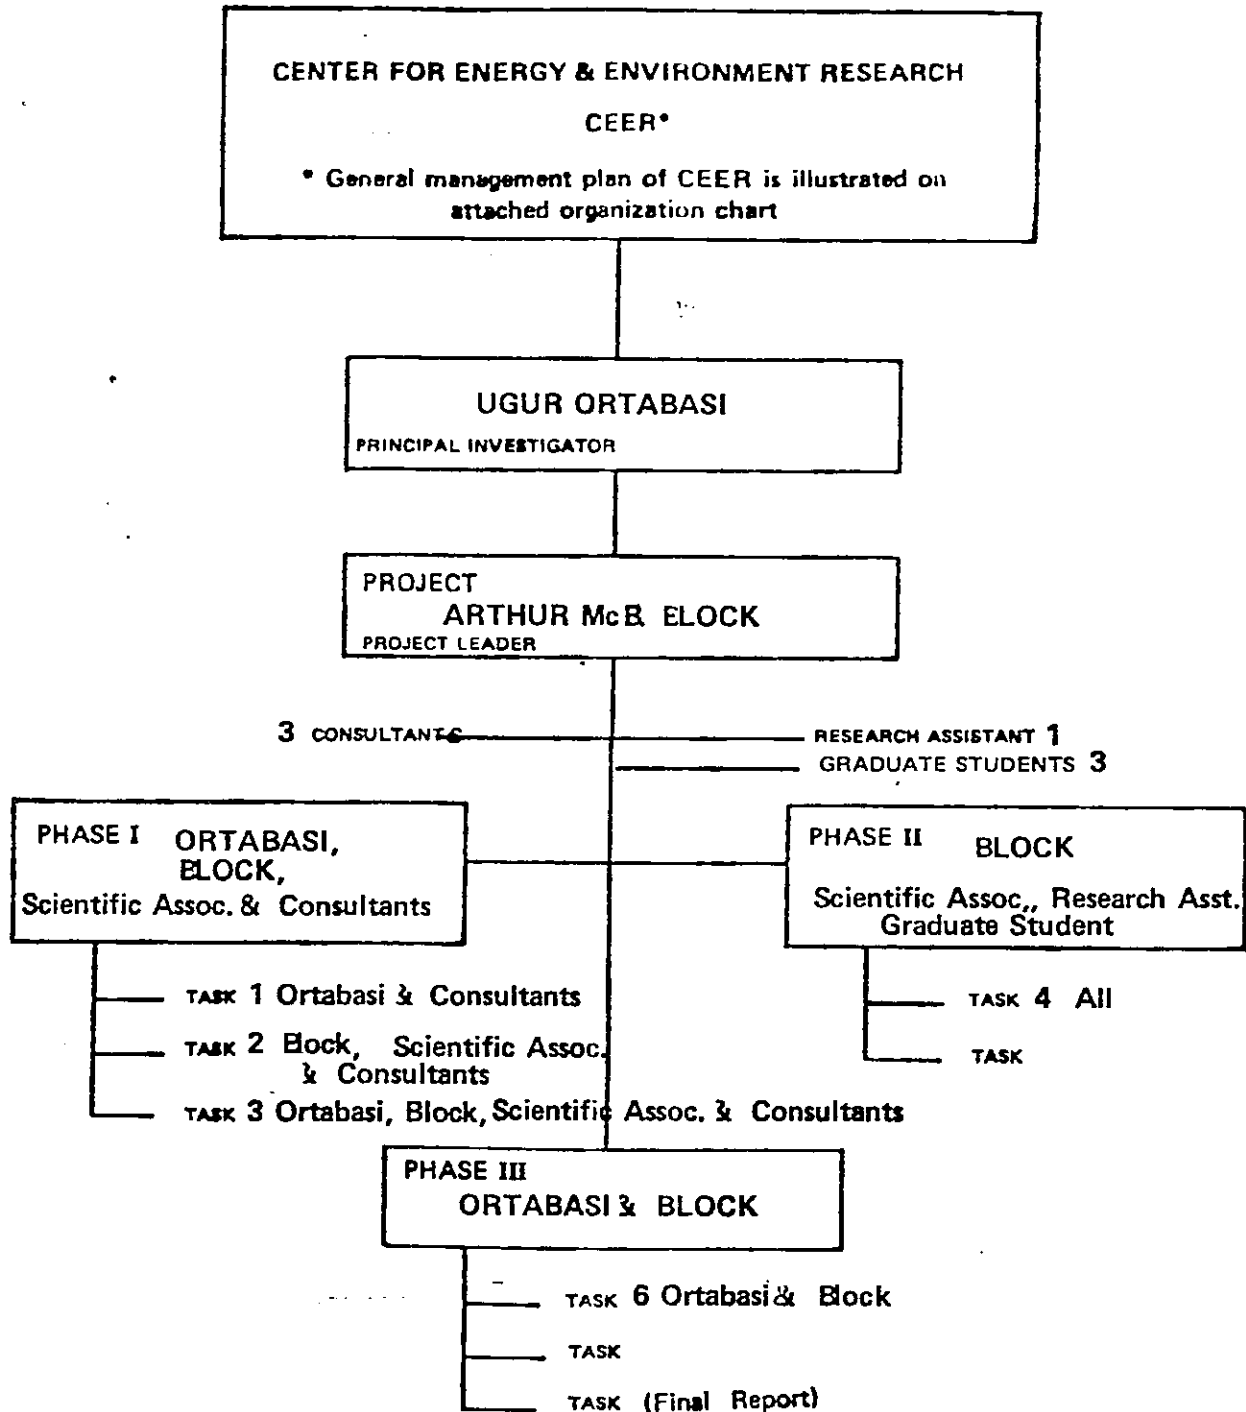 CENTER FOR ENERGY & ENVIRONMENT RESEARCH
CEER*
* General management plan of CEER is illustrated on
attached organization chart
UGUR ORTABASI
PRINCIPAL INVESTIGATOR
PROJECT
ARTHUR McB. ELOCK
PROJECT LEADER
3 CONSULTANTS
RESEARCH ASSISTANT 1
GRADUATE STUDENTS 3
PHASE I ORTABASI,
BLOCK,
Scientific Assoc. & Consultants
PHASE II BLOCK
Scientific Assoc,, Research Asst.
Graduate Student
TASK 1 Ortabasi & Consultants
TASK 2 Block, Scientific Assoc.
& Consultants
TASK 3 Ortabasi, Block, Scientific Assoc. & Consultants
TASK 4 All
TASK
PHASE III
ORTABASI & BLOCK
TASK 6 Ortabasi & Block
TASK
TASK (Final Report)